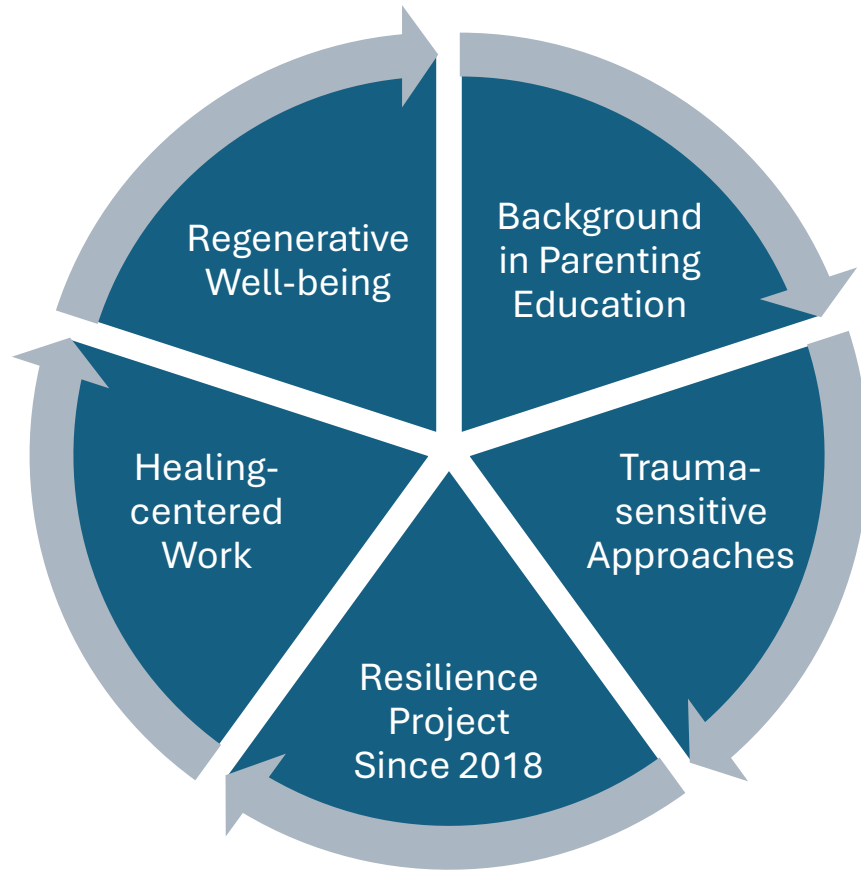 Background
in Parenting
Education
Trauma-
sensitive
Approaches
Resilience
Project
Since 2018
Healing-
centered
Work
Regenerative
Well-being